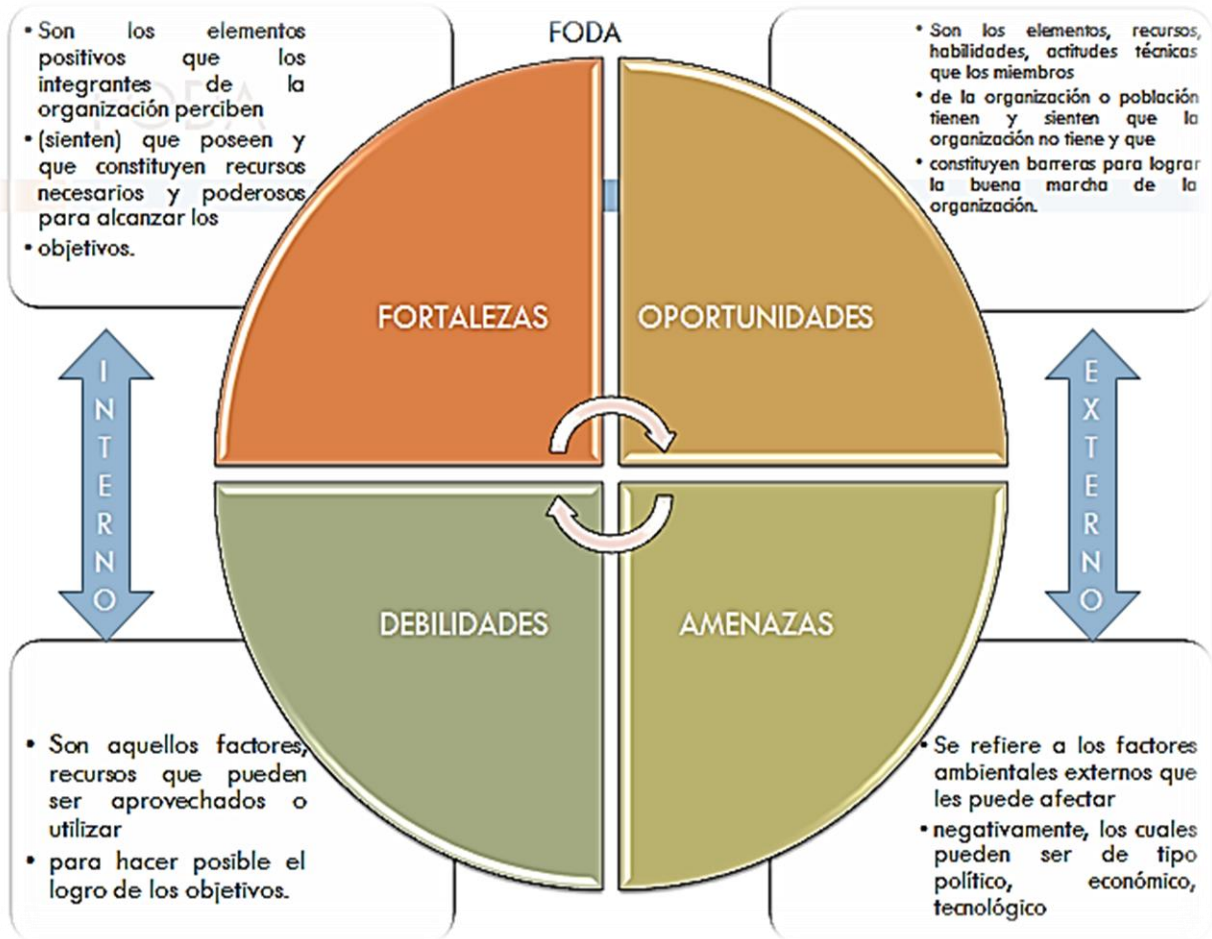 FODA
• Son los elementos
positivos que los
integrantes de la
organización perciben
• (sienten) que poseen y
que constituyen recursos
necesarios y poderosos
para alcanzar los
• objetivos.
• Son los elementos, recursos,
habilidades, actitudes técnicas
que los miembros
• de la organización o población
tienen y sienten que la
organización no tiene y que
• constituyen barreras para lograr
la buena marcha de la
organización.
FODA
FORTALEZAS
OPORTUNIDADES
INTERNO
EXTERNO
DEBILIDADES
AMENAZAS
• Son aquellos factores,
recursos que pueden
ser aprovechados o
utilizar
• para hacer posible el
logro de los objetivos.
• Se refiere a los factores
ambientales externos que
les puede afectar
• negativamente, los cuales
pueden ser de tipo
político, económico,
tecnológico